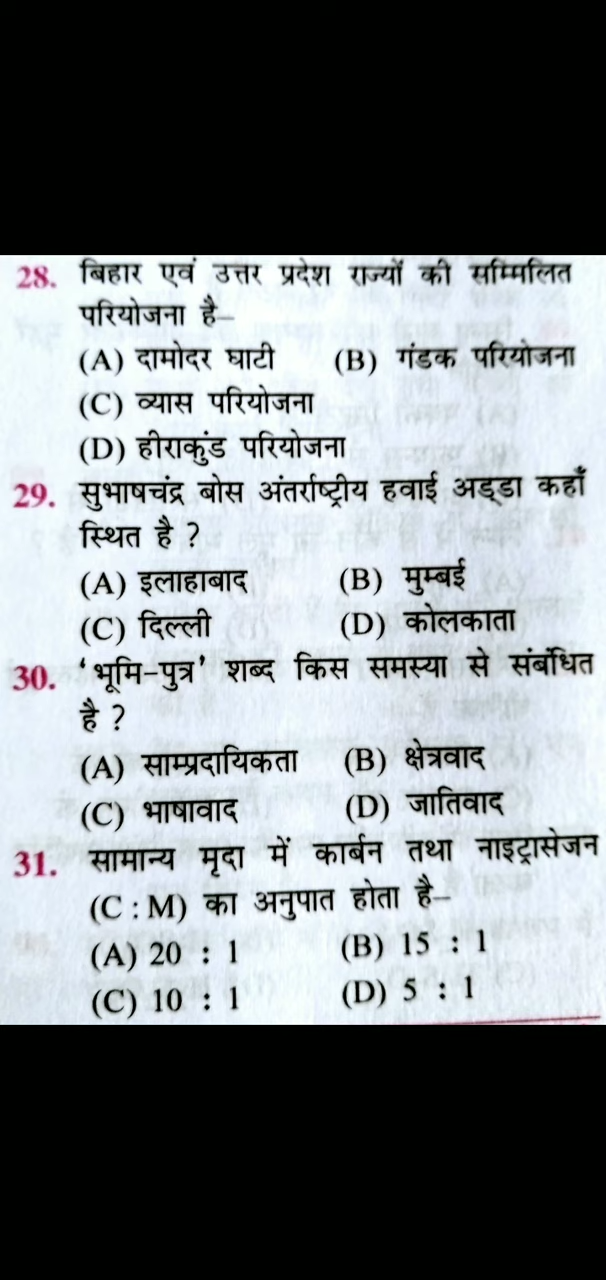 28. बिहार एवं उत्तर प्रदेश राज्यों की सम्मिलित
परियोजना है–
(A) दामोदर घाटी (B) गंडक परियोजना
(C) व्यास परियोजना
(D) हीराकुंड परियोजना
29. सुभाषचंद्र बोस अंतर्राष्ट्रीय हवाई अड्डा कहाँ
स्थित है ?
(A) इलाहाबाद (B) मुम्बई
(C) दिल्ली (D) कोलकाता
30. ‘भूमि-पुत्र’ शब्द किस समस्या से संबंधित
है ?
(A) साम्प्रदायिकता (B) क्षेत्रवाद
(C) भाषावाद (D) जातिवाद
31. सामान्य मृदा में कार्बन तथा नाइट्रासेजन
(C : M) का अनुपात होता है–
(A) 20 : 1 (B) 15 : 1
(C) 10 : 1 (D) 5 : 1